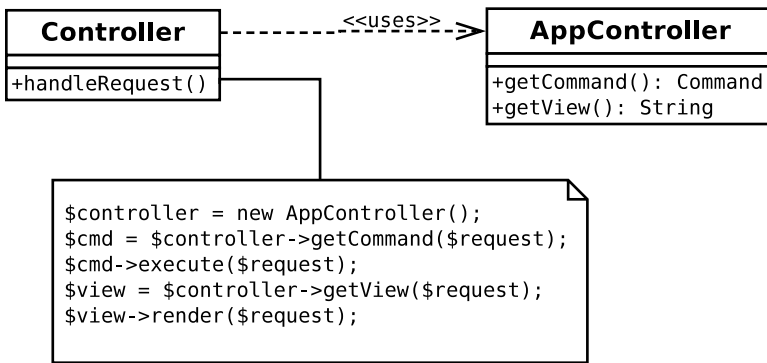 Controller
<<uses>>
AppController
+handleRequest()
+getCommand(): Command
+getView(): String
$controller = new AppController();
$cmd = $controller->getCommand($request);
$cmd->execute($request);
$view = $controller->getView($request);
$view->render($request);